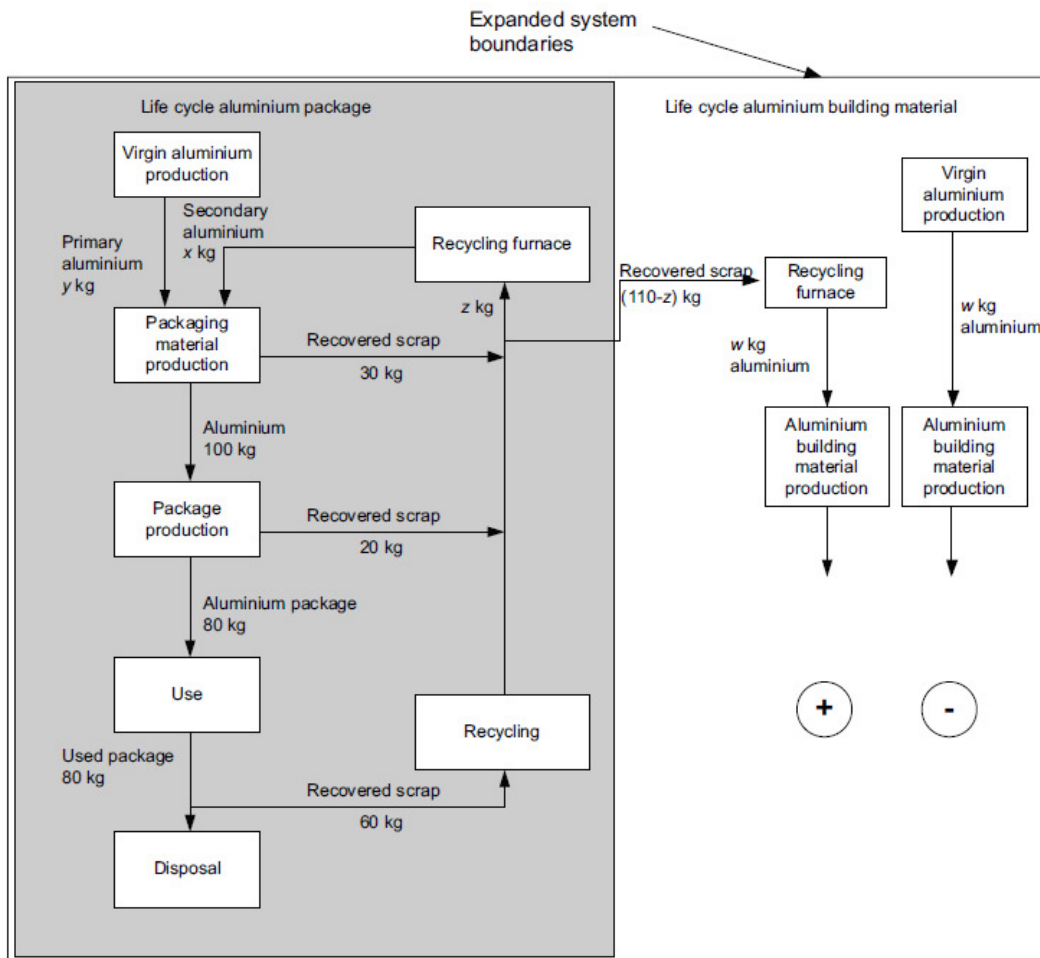 Expanded system
boundaries
Life cycle aluminium package
Life cycle aluminium building material
Virgin aluminium
production
Virgin
aluminium
production
Secondary
aluminium
x kg
Primary
aluminium
y kg
Recycling furnace
Recovered scrap
(110-z) kg
Recycling
furnace
z kg
w kg
aluminium
w kg
aluminium
Packaging
material
production
Recovered scrap
30 kg
Aluminium
100 kg
Aluminium
building
material
production
Aluminium
building
material
production
Package
production
Recovered scrap
20 kg
Aluminium package
80 kg
Use
Recycling
+
-
Used package
80 kg
Recovered scrap
60 kg
Disposal